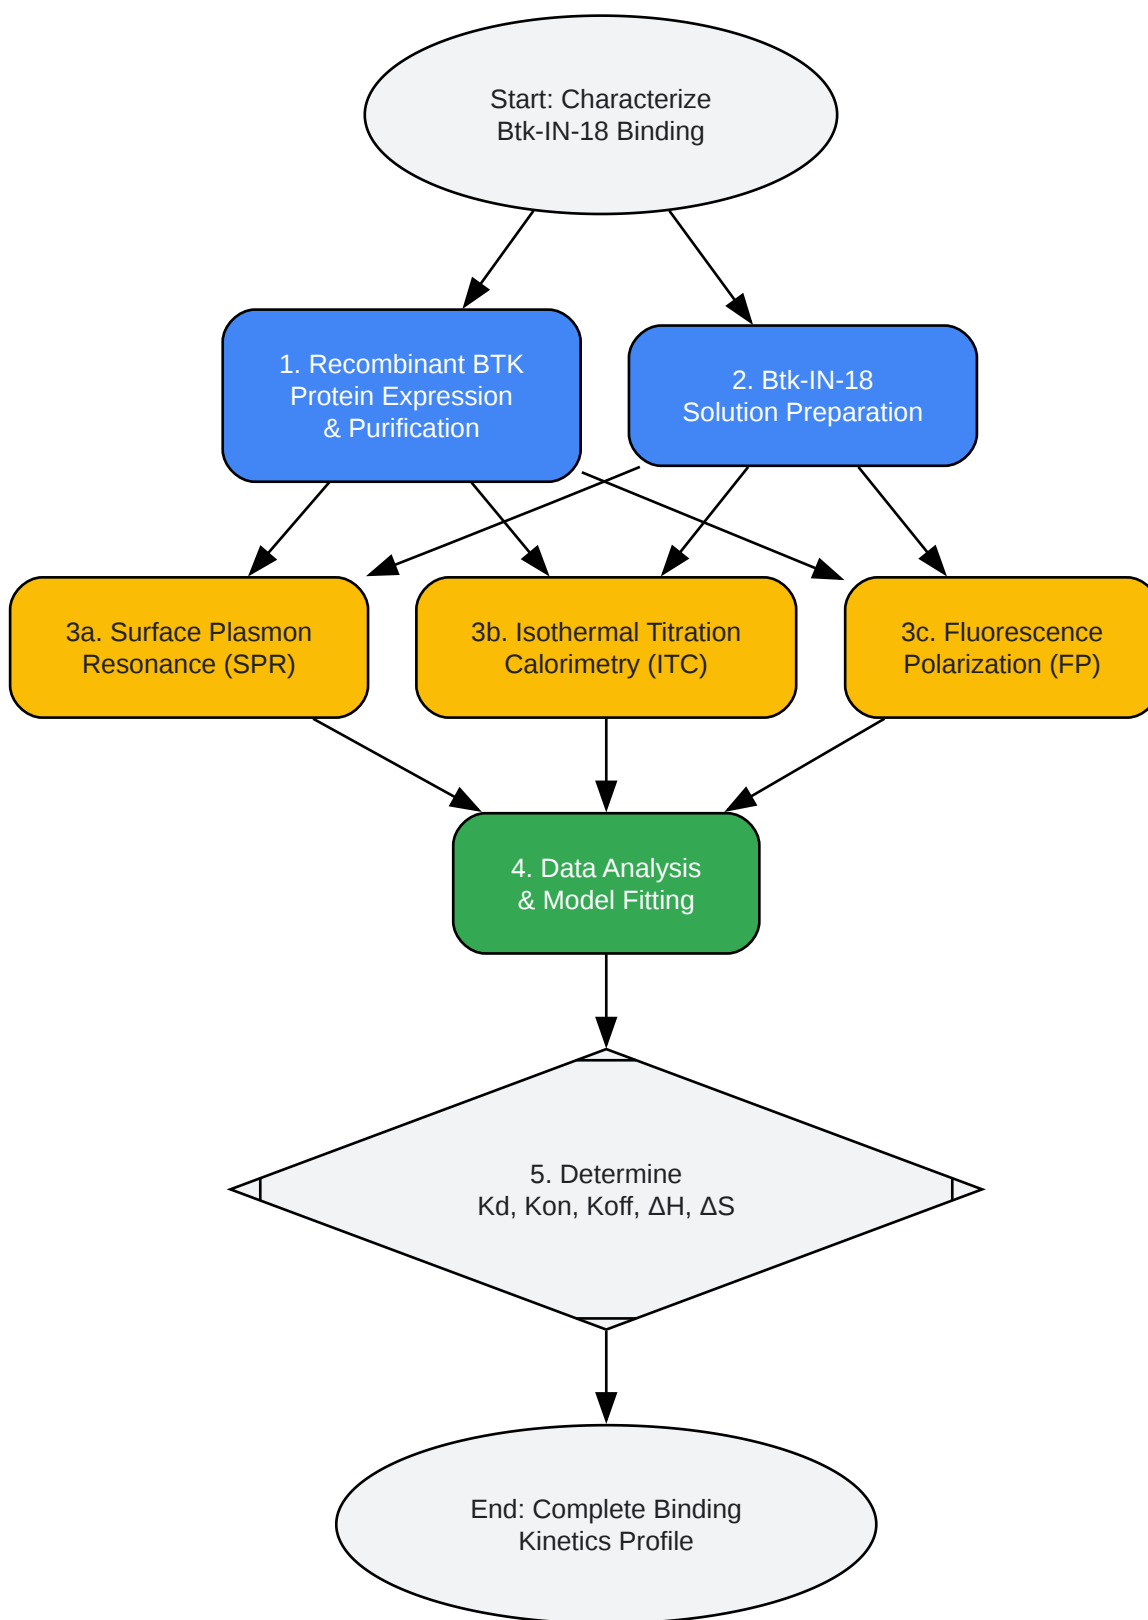 Start: Characterize
Btk-IN-18 Binding
1. Recombinant BTK
Protein Expression
& Purification
2. Btk-IN-18
Solution Preparation
3a. Surface Plasmon
Resonance (SPR)
3b. Isothermal Titration
Calorimetry (ITC)
3c. Fluorescence
Polarization (FP)
4. Data Analysis
& Model Fitting
5. Determine
Kd, Kon, Koff, ΔH, ΔS
End: Complete Binding
Kinetics Profile